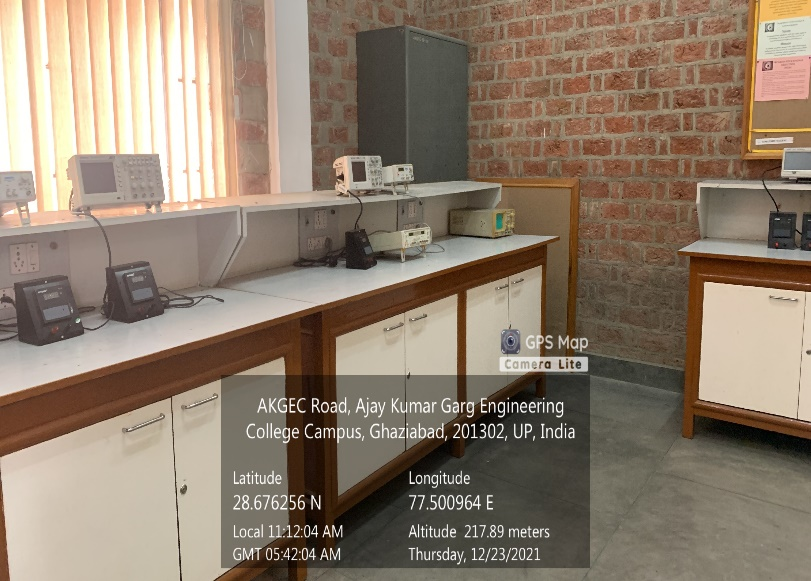 GPS Map
Camera Lite
AKGEC Road, Ajay Kumar Garg Engineering
College Campus, Ghaziabad, 201302, UP, India
Latitude
Longitude
28.676256 N
77.500964 E
Local 11:12:04 AM
Altitude 217.89 meters
GMT 05:42:04 AM
Thursday, 12/23/2021